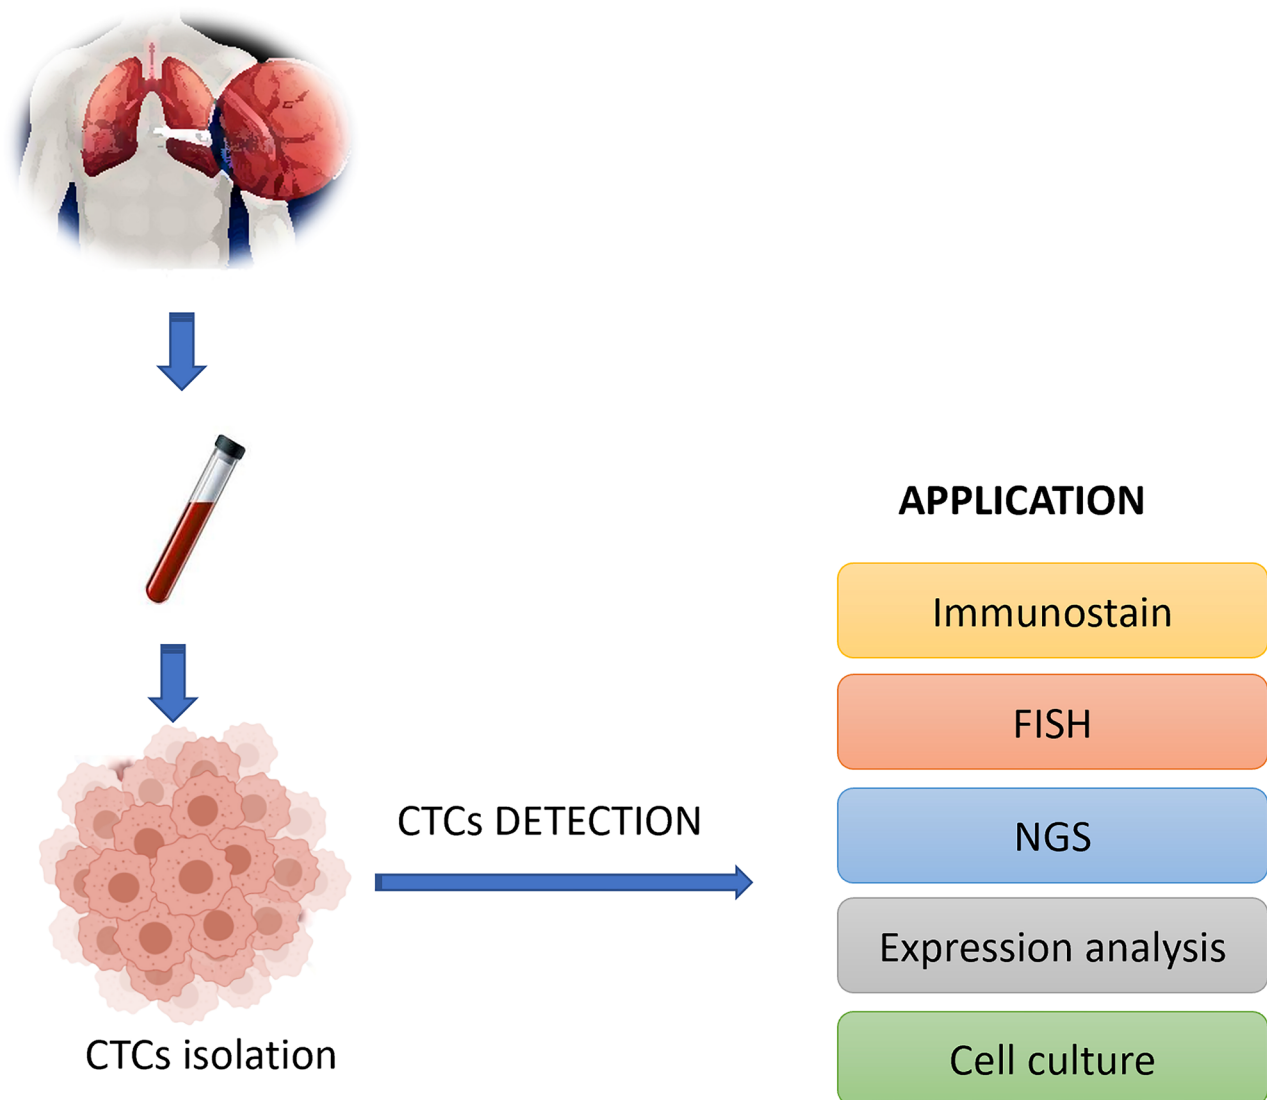 APPLICATION
Immunostain
FISH
CTCs DETECTION
NGS
Expression analysis
CTCs isolation
Cell culture